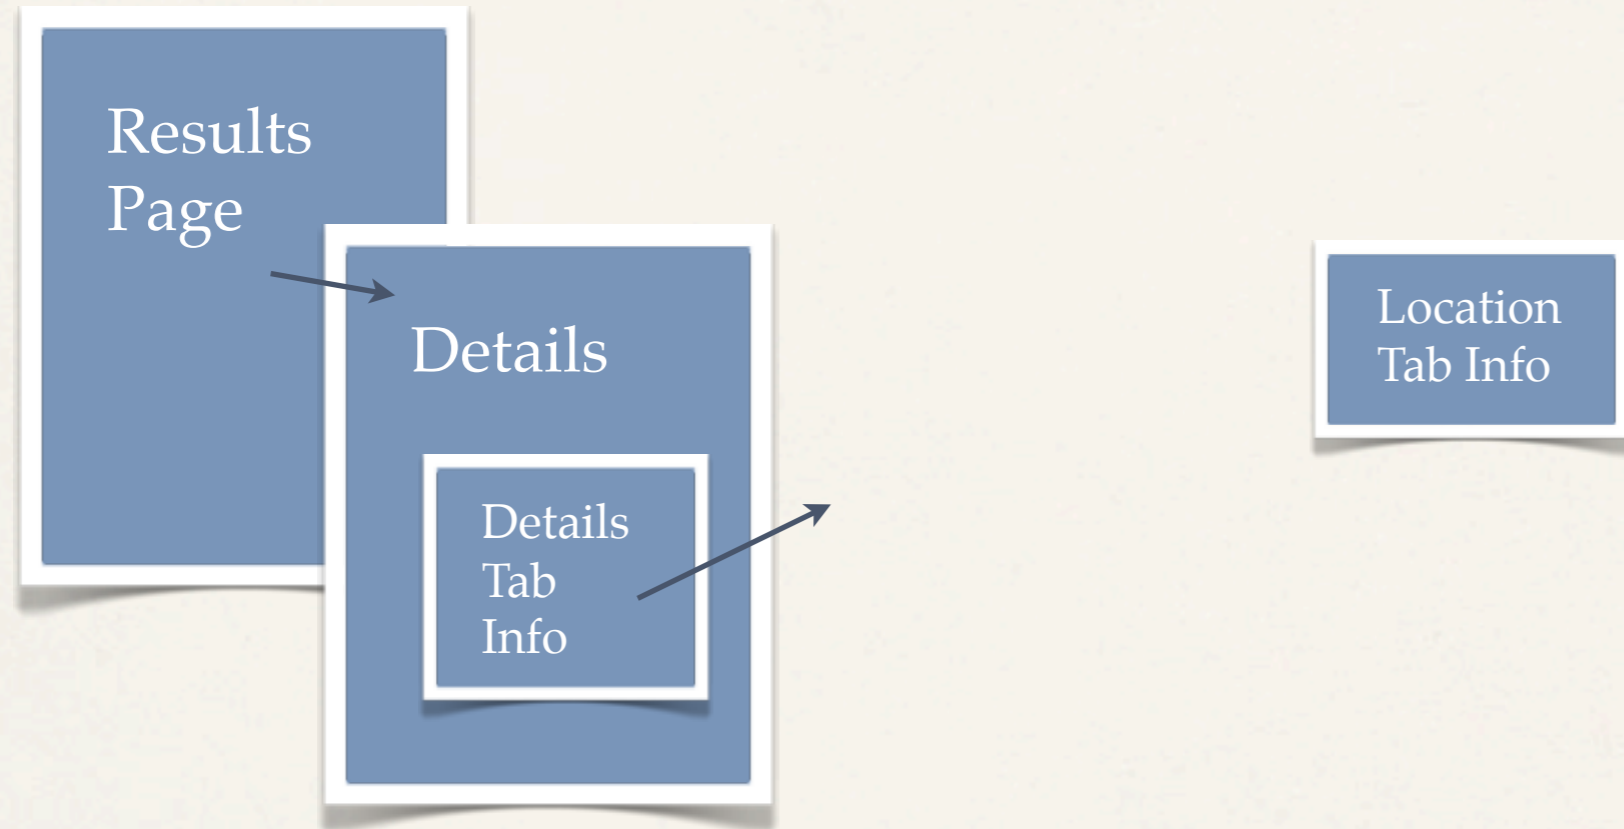 Results
Page
Details
Details
Tab
Info
Location
Tab Info